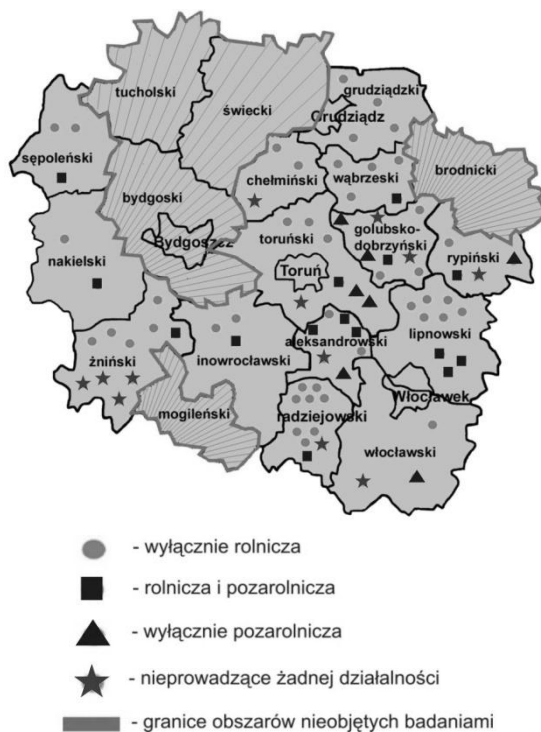 tucholski
świecki
grudziądzki
Grudziądz
sępoleński
chełmiński
wąbrzeski
brodnicki
bydgoski
Bydgoszcz
toruński
golubsko-
dobrzyński
rypiński
nakielski
Toruń
lipnowski
aleksandrowski
żniński
inowrocławski
mogileński
radziejowski
Włocławek
włocławski
- wyłącznie rolnicza
- rolnicza i pozarolnicza
- wyłącznie pozarolnicza
- nieprowadzące żadnej działalności
- granice obszarów nieobjętych badaniami